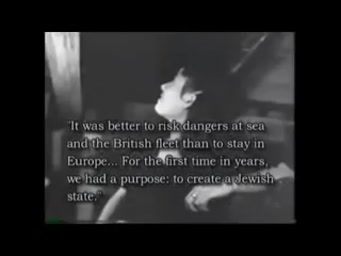 "It was better to risk dangers at sea
and the British fleet than to stay in
Europe... For the first time in years,
we had a purpose: to create a Jewish
state."